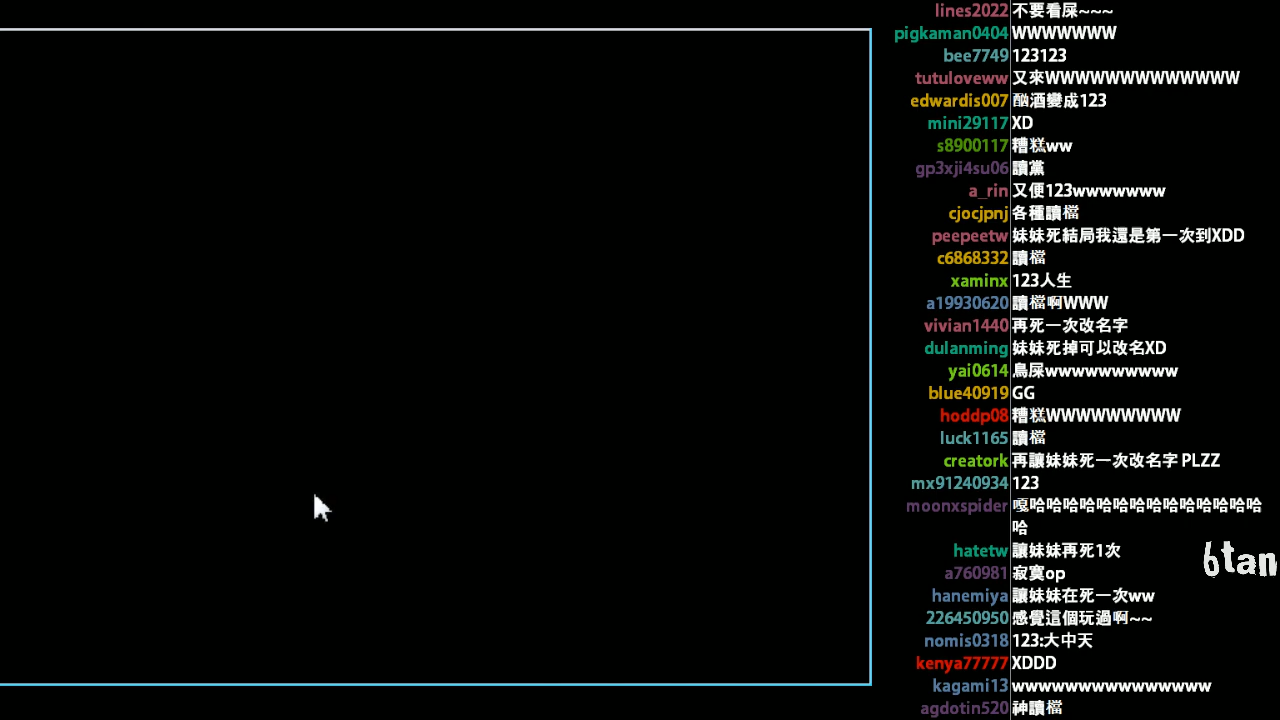 lines2022 不要看屎~~~
pigkaman0404 WWWWWWW
bee7749 123123
tutuloveww 又來WWWWWWWWWWWWW
edwardis007 酗酒變成123
mini29117 XD
s8900117 糟糕ww
gp3xji4su06 讀黨
a_rin 又便123wwwwwww
cjocjpnj 各種讀檔
peepeetw 妹妹死結局我還是第一次到XDD
c6868332 讀檔
xaminx 123人生
a19930620 讀檔啊WWW
vivian1440 再死一次改名字
dulanming 妹妹死掉可以改名XD
yai0614 鳥屎wwwwwwwwww
blue40919 GG
hoddp08 糟糕WWWWWWWWW
luck1165 讀檔
creatork 再讓妹妹死一次改名字 PLZZ
mx91240934 123
moonxspider 嘎哈哈哈哈哈哈哈哈哈哈哈哈哈哈
哈
hatetw 讓妹妹再死1次
6tan
a760981 寂寞op
hanemiya 讓妹妹在死一次ww
226450950 感覺這個玩過啊~~
nomis0318 123:大中天
kenya77777 XDDD
kagami13 wwwwwwwwwwwwwww
agdotin520 神讀檔